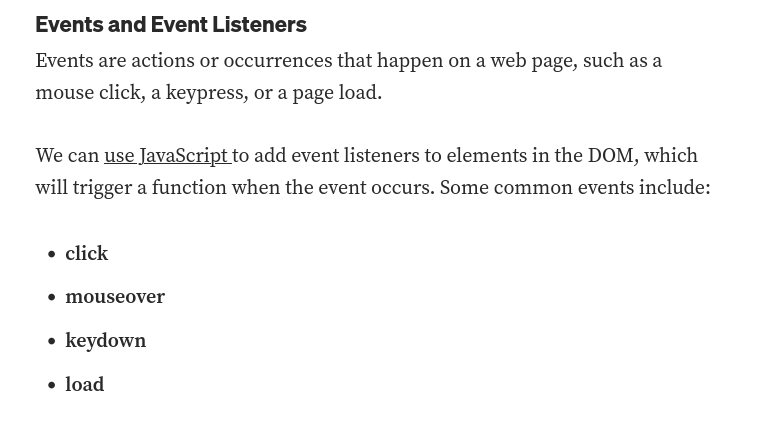 Events and Event Listeners
Events are actions or occurrences that happen on a web page, such as a
mouse click, a keypress, or a page load.
We can use JavaScript to add event listeners to elements in the DOM, which
will trigger a function when the event occurs. Some common events include:
• click
• mouseover
• keydown
• load